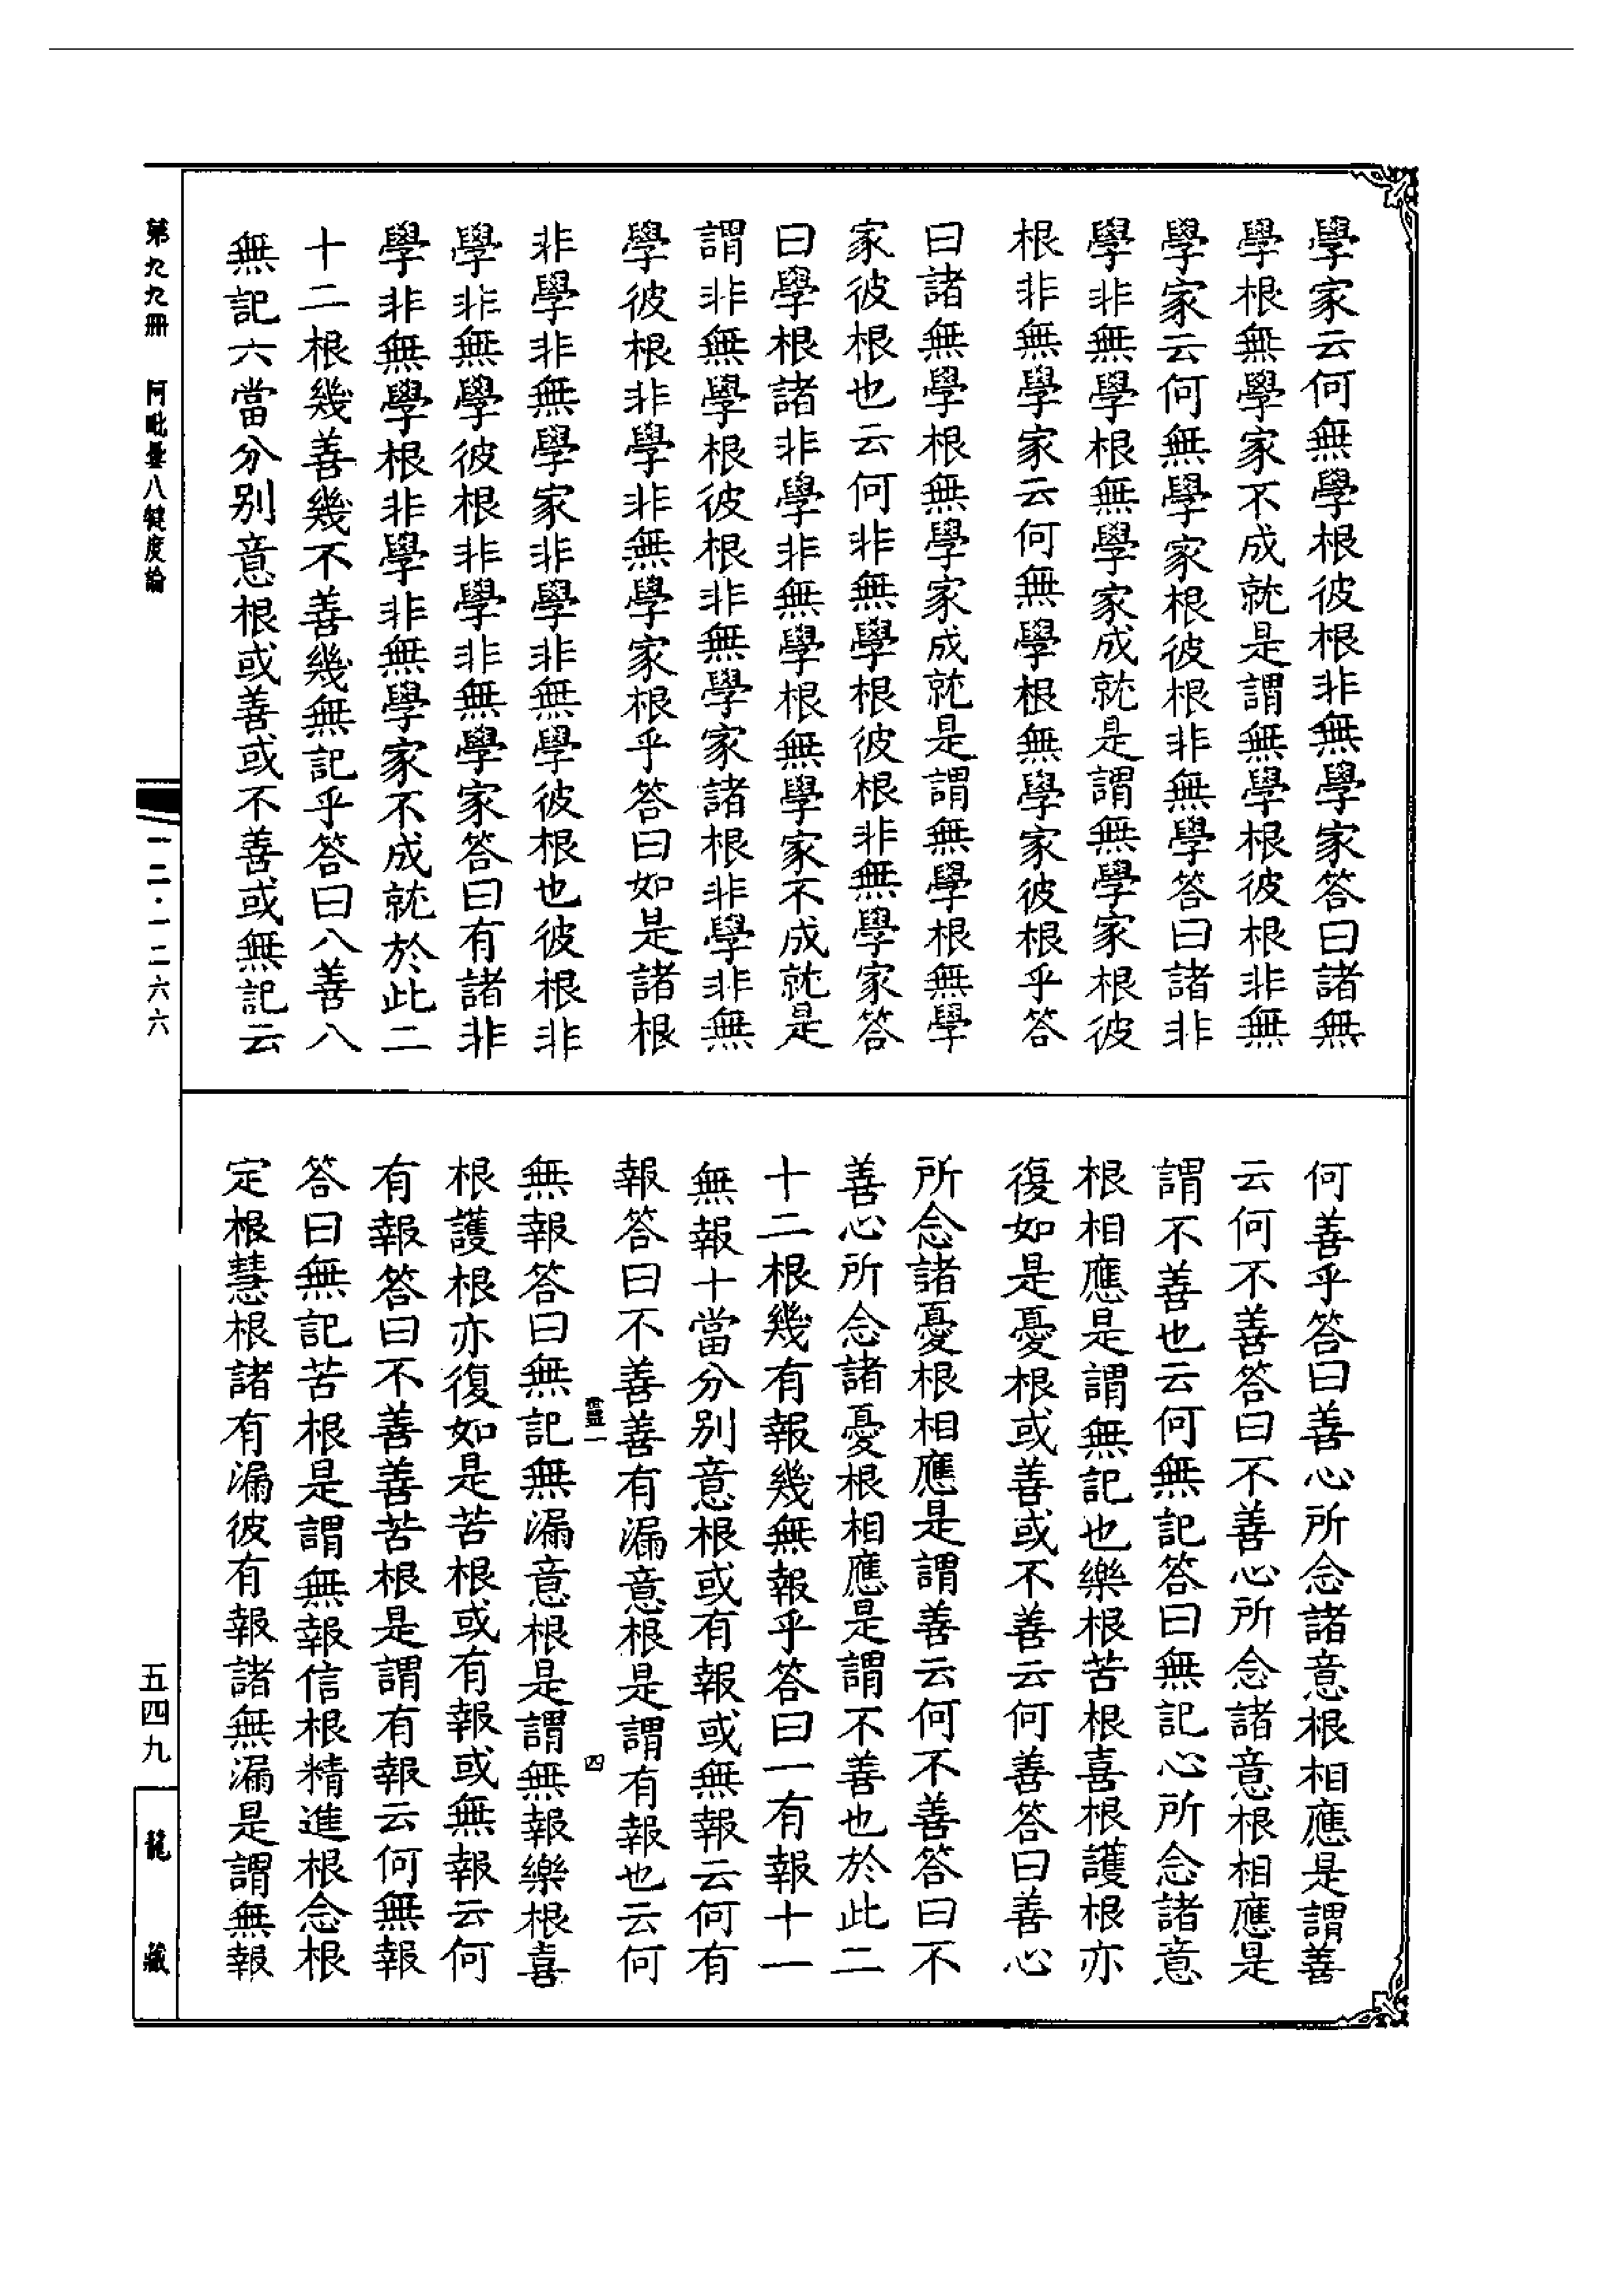 學家云何無學根彼根非無學家答曰諸無
學根無學家不成就是謂無學根彼根非無
學家云何無學家根彼根非無學答曰諸非
學非無學根無學家成就是謂無學家根彼
根非無學家云何無學根無學家彼根乎答
曰諸無學根無學家成就是謂無學根無學
家彼根也云何非無學根彼根非無學家答
曰學根諸非學非無學根無學家不成就是
謂非無學根彼根非無學家諸根非學非無
學彼根非學非無學家根乎答曰如是諸根
非學非無學家非學非無學彼根也彼根非
學非無學彼根非學非無學家答曰有諸非
學非無學根非學非無學家不成就於此二
十二根幾善幾不善幾無記乎答曰八善八
無記六當分別意根或善或不善或無記云
何善乎答曰善心所念諸意根相應是謂善
云何不善答曰不善心所念諸意根相應是
謂不善也云何無記答曰無記心所念諸意
根相應是謂無記也樂根苦根喜根護根亦
復如是憂根或善或不善云何善答曰善心
所念諸憂根相應是謂善云何不善答曰不
善心所念諸憂根相應是謂不善也於此二
十二根幾有報幾無報乎答曰一有報十一
無報十當分別意根或有報或無報云何有
報答曰不善善有漏意根是謂有報也云何
靈一 四
無報答曰無記無漏意根是謂無報樂根喜
根護根亦復如是苦根或有報或無報云何
有報答曰不善善苦根是謂有報云何無報
答曰無記苦根是謂無報信根精進根念根
定根慧根諸有漏彼有報諸無漏是謂無報
第九九冊 阿毗曇八犍度論
一二·一二六六
五四九
龍藏